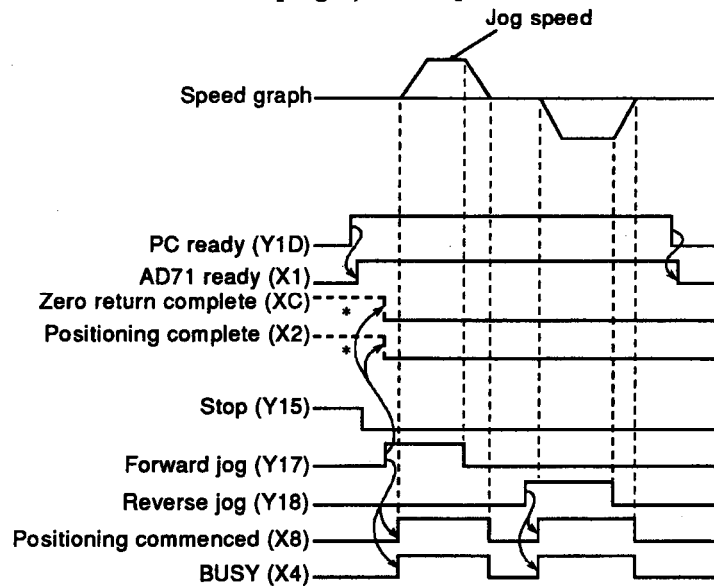 Jog speed
Speed graph
PC ready (Y1D)
AD71 ready (X1)
Zero return complete (XC)
*
Positioning complete (X2)
*
Stop (Y15)
Forward jog (Y17)
Reverse jog (Y18)
Positioning commenced (X8)
BUSY (X4)